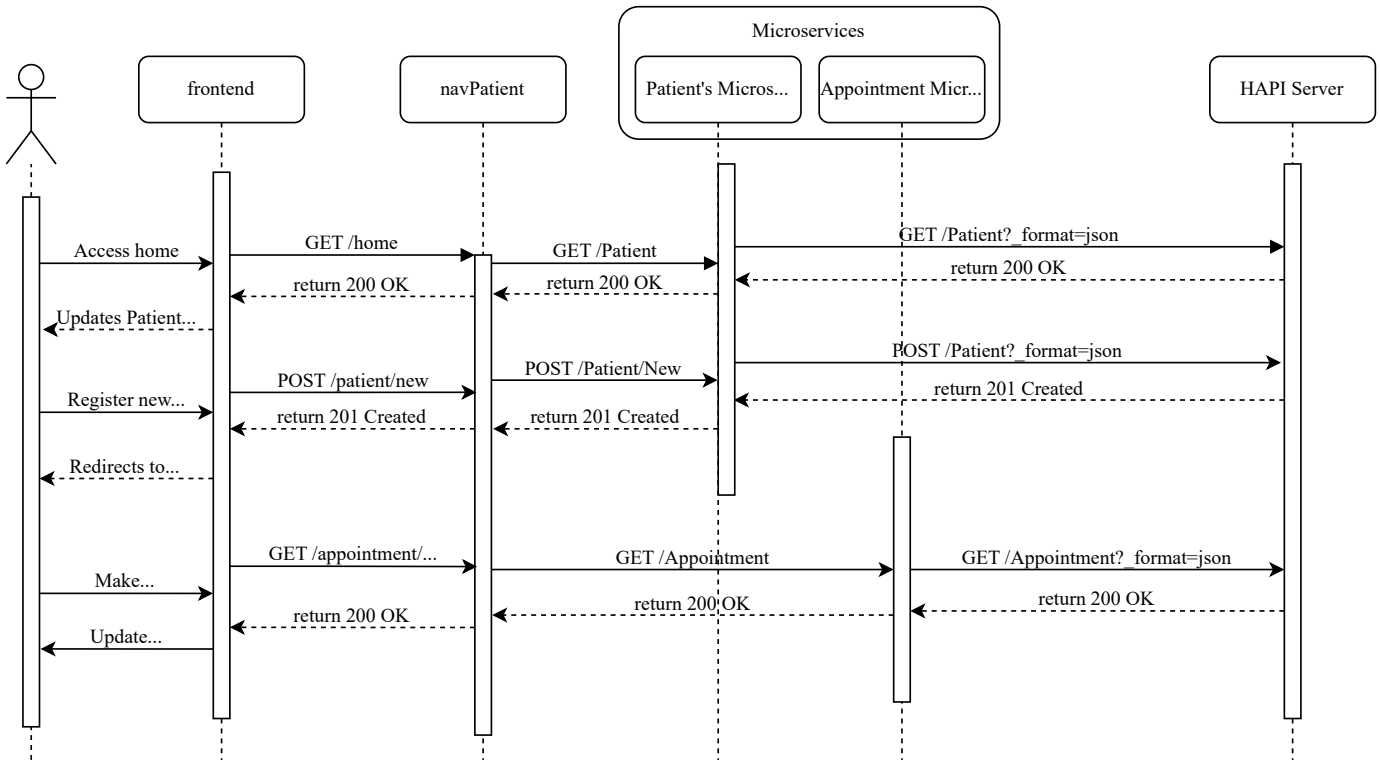 Microservices
frontend
navPatient
Patient's Micros...
Appointment Micr...
HAPI Server
Access home
GET /home
GET /Patient
GET /Patient?_format=json
return 200 OK
return 200 OK
return 200 OK
Updates Patient...
POST /patient/new
POST /Patient/New
POST /Patient?_format=json
Register new...
return 201 Created
return 201 Created
return 201 Created
Redirects to...
GET /appointment/...
GET /Appointment
GET /Appointment?_format=json
Make...
return 200 OK
return 200 OK
return 200 OK
Update...